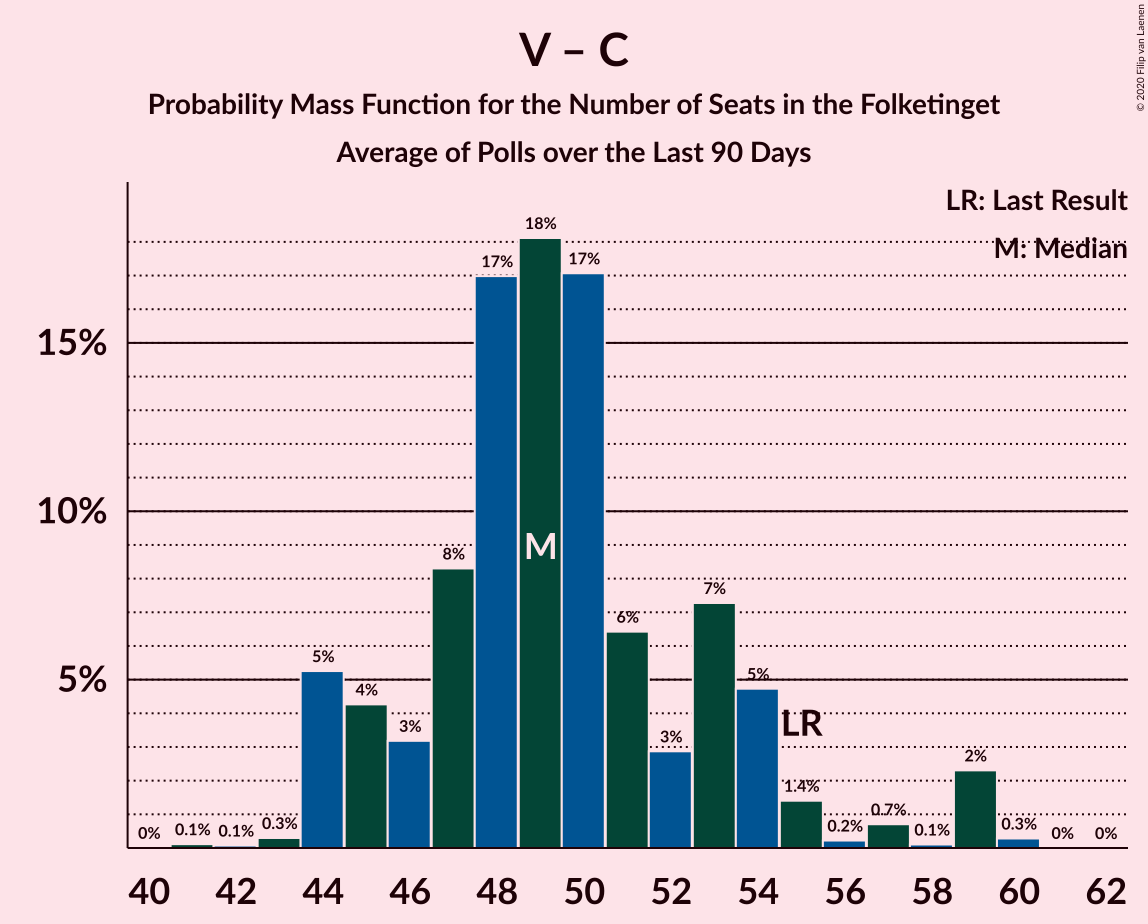 © 2020 Filip van Laenen
V – C
Probability Mass Function for the Number of Seats in the Folketinget
Average of Polls over the Last 90 Days
LR: Last Result
M: Median
18%
17%
17%
15%
10%
M
8%
7%
6%
5%
5%
5%
4%
LR
3%
3%
2%
1.4%
0% 0.1% 0.1% 0.3% 0.2% 0.7% 0.1% 0.3% 0% 0%
40 42 44 46 48 50 52 54 56 58 60 62